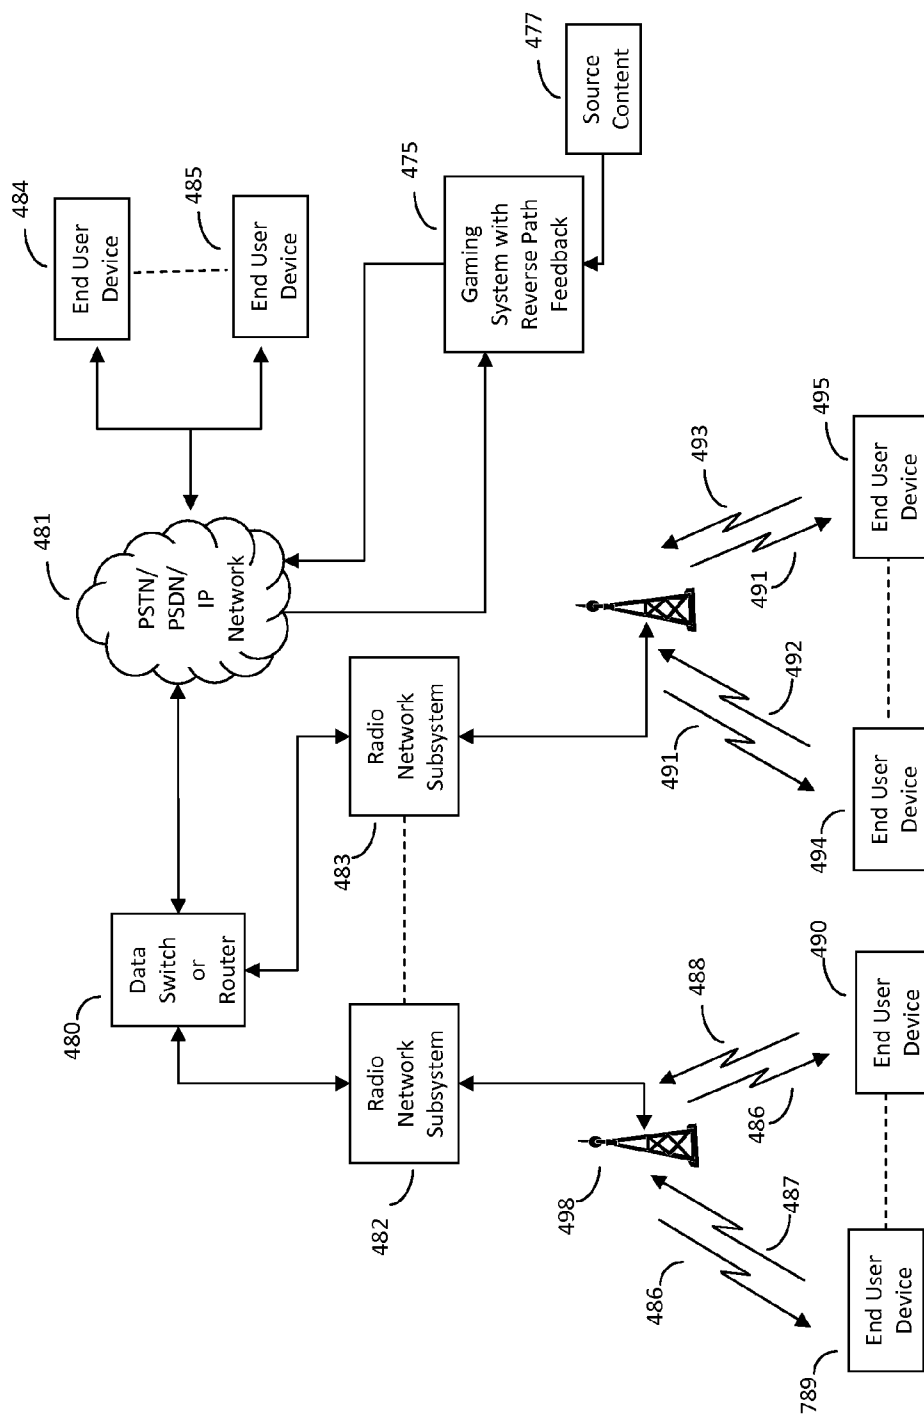 480
Data
Switch
or
Router
481
PSTN/
PSDN/
IP
Network
484
End User
Device
485
End User
Device
482
Radio
Network
Subsystem
483
Radio
Network
Subsystem
475
Gaming
System with
Reverse Path
Feedback
477
Source
Content
498
486
487
488
486
491
492
493
491
789
End User
Device
490
End User
Device
494
End User
Device
495
End User
Device